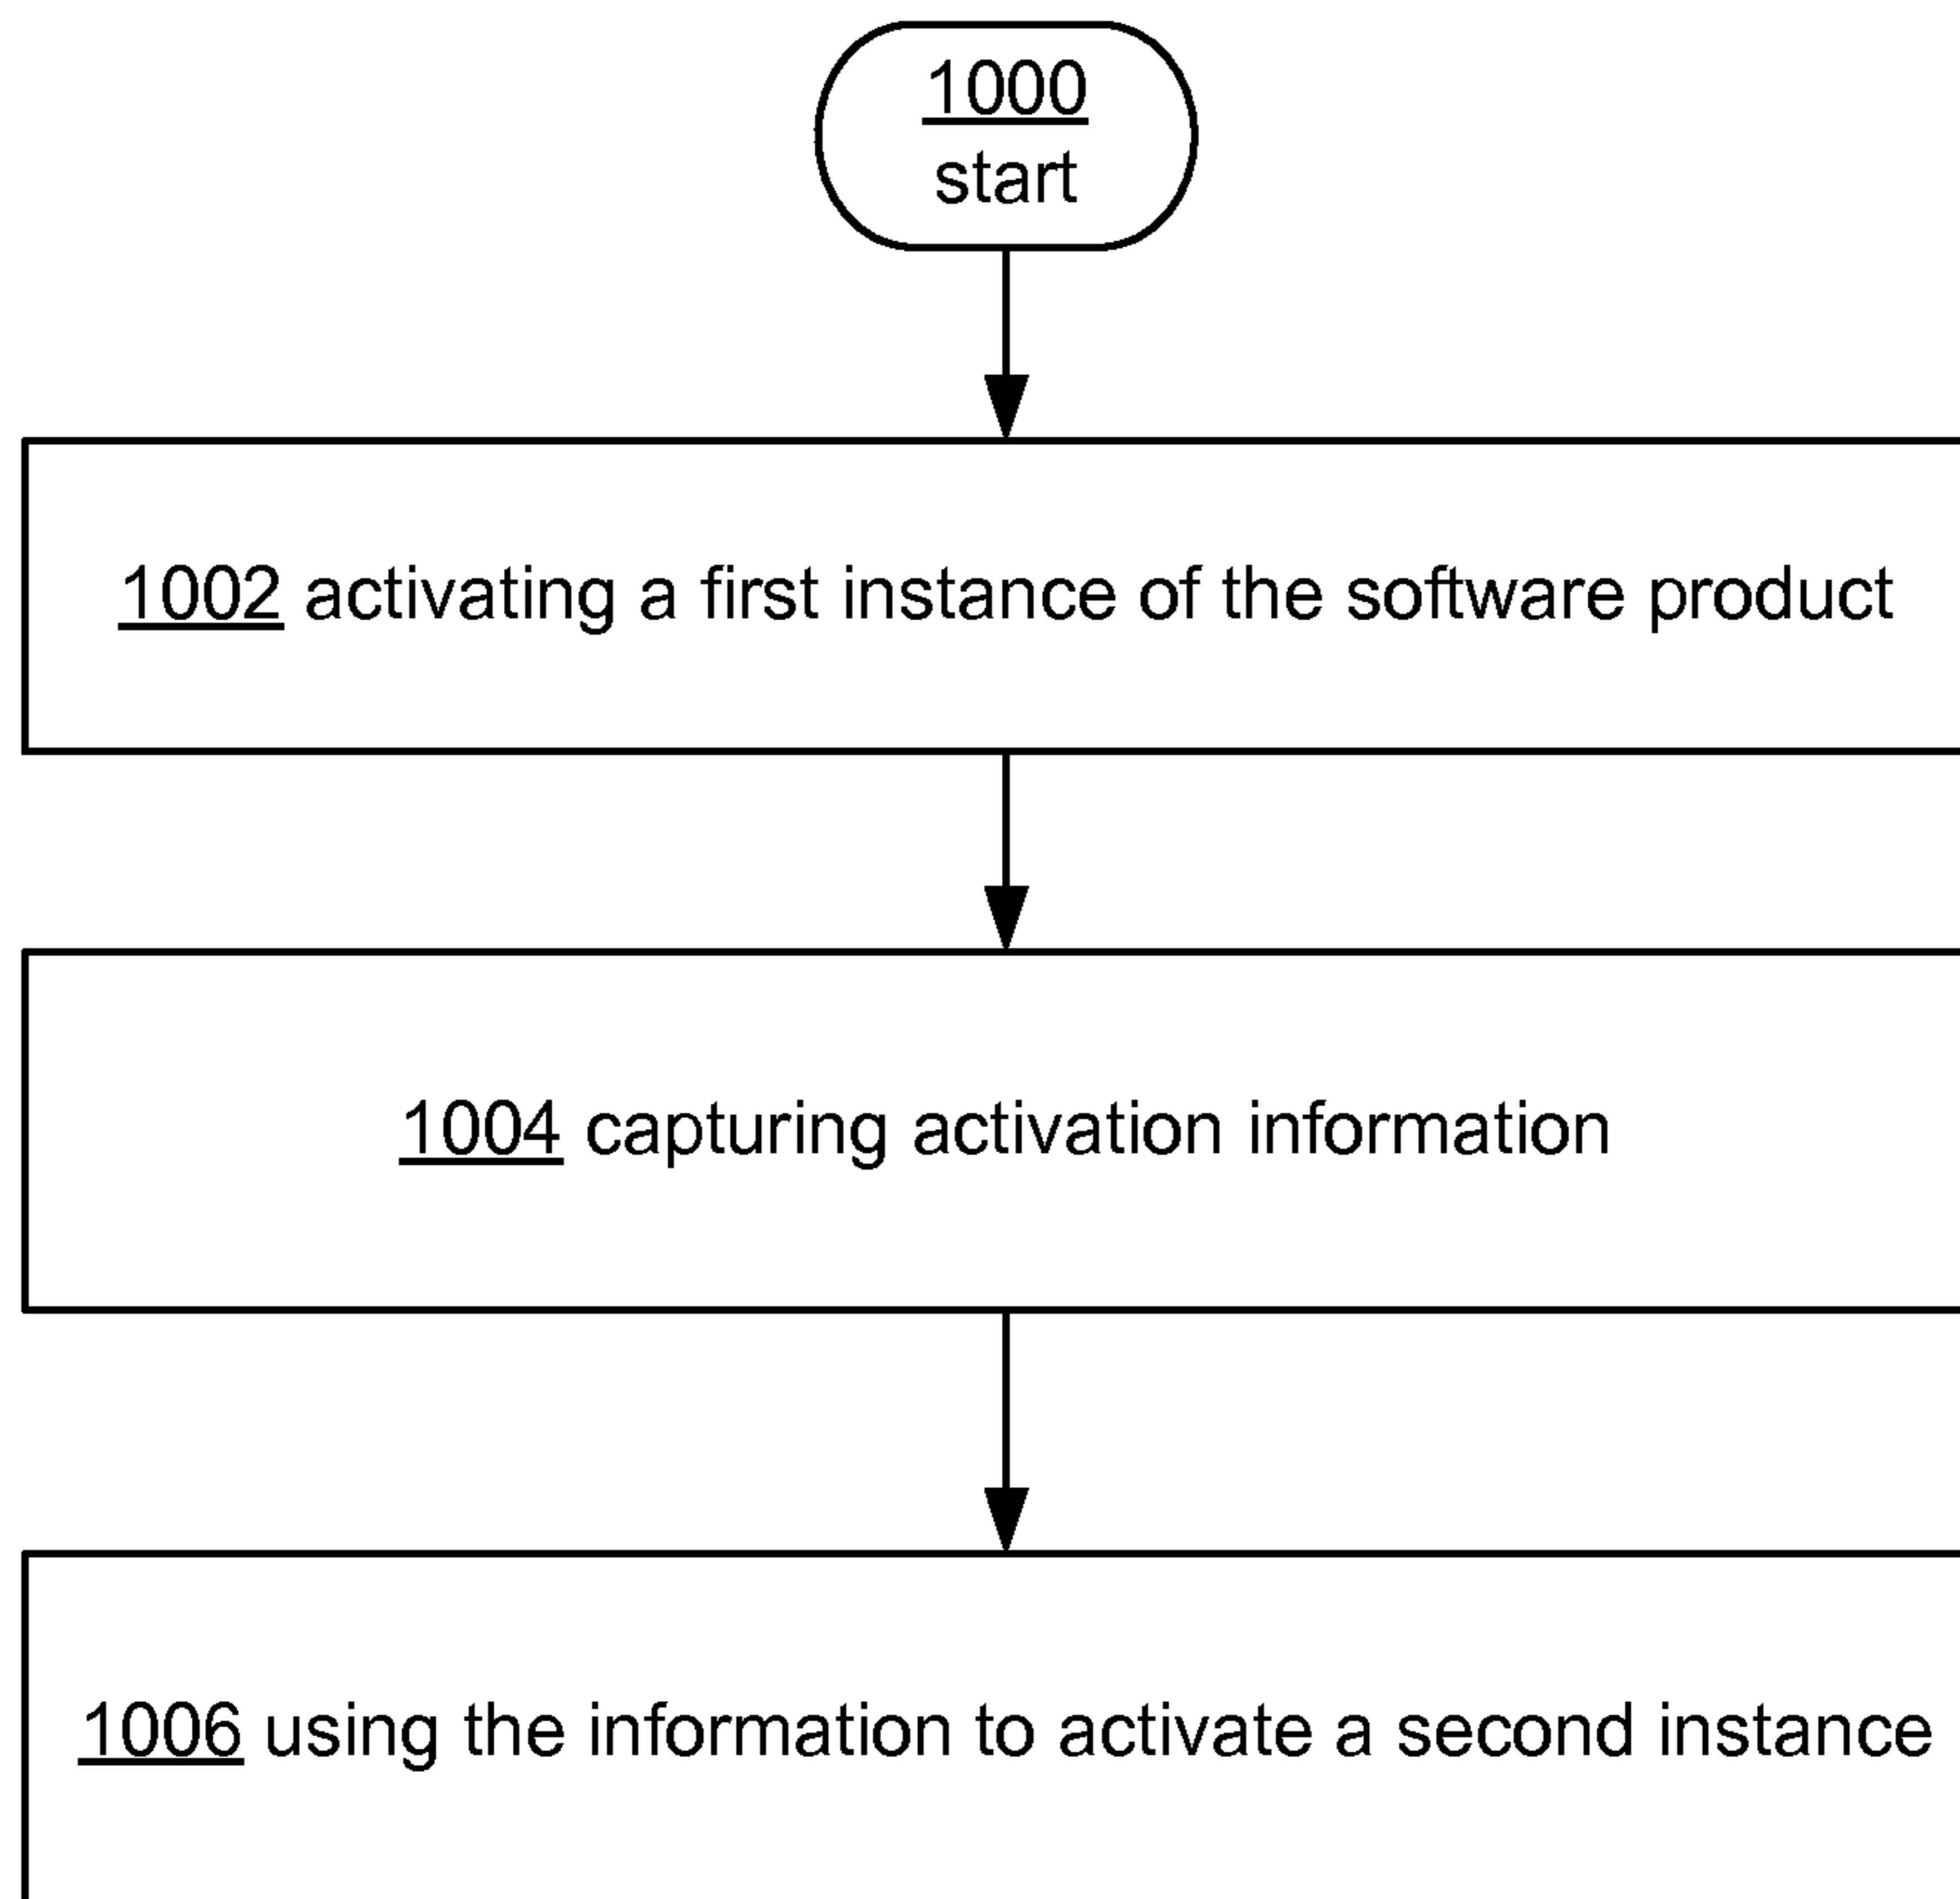 1000
start
1002 activating a first instance of the software product
1004 capturing activation information
1006 using the information to activate a second instance